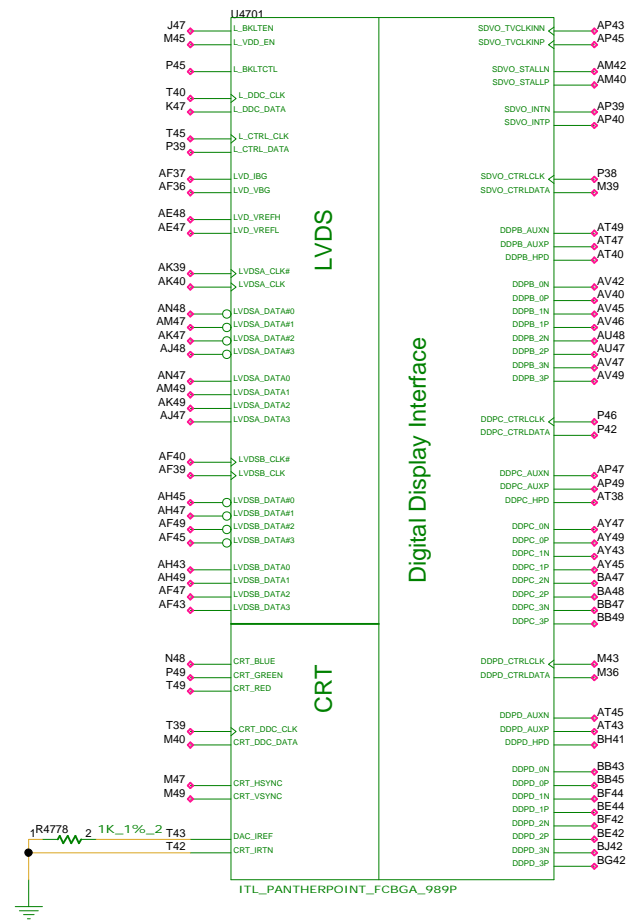 U4701
J47 L_BKLTEN SDVO_TVCLKINN AP43
M45 L_VDD_EN SDVO_TVCLKINP AP45
P45 L_BKLTCTL SDVO_STALLN AM42
SDVO_STALLP AM40
T40 L_DDC_CLK
K47 L_DDC_DATA SDVO_INTN AP39
SDVO_INTP AP40
T45 L_CTRL_CLK
P39 L_CTRL_DATA
AF37 LVD_IBG SDVO_CTRLCLK P38
AF36 LVD_VBG SDVO_CTRLDATA M39
AE48 LVD_VREFH
AE47 LVD_VREFL DDPB_AUXN AT49
DDPB_AUXP AT47
DDPB_HPD AT40
LVDS
AK39 LVDSA_CLK#
AK40 LVDSA_CLK DDPB_0N AV42
DDPB_0P AV40
AN48 LVDSA_DATA#0 DDPB_1N AV45
AM47 LVDSA_DATA#1 DDPB_1P AV46
AK47 LVDSA_DATA#2 DDPB_2N AU48
AJ48 LVDSA_DATA#3 DDPB_2P AU47
DDPB_3N AV47
AN47 LVDSA_DATA0 DDPB_3P AV49
AM49 LVDSA_DATA1
AK49 LVDSA_DATA2
AJ47 LVDSA_DATA3 DDPC_CTRLCLK P46
DDPC_CTRLDATA P42
Digital Display Interface
AF40 LVDSB_CLK#
AF39 LVDSB_CLK DDPC_AUXN AP47
DDPC_AUXP AP49
AH45 LVDSB_DATA#0 DDPC_HPD AT38
AH47 LVDSB_DATA#1
AF49 LVDSB_DATA#2 DDPC_0N AY47
AF45 LVDSB_DATA#3 DDPC_0P AY49
DDPC_1N AY43
AH43 LVDSB_DATA0 DDPC_1P AY45
AH49 LVDSB_DATA1 DDPC_2N BA47
AF47 LVDSB_DATA2 DDPC_2P BA48
AF43 LVDSB_DATA3 DDPC_3N BB47
DDPC_3P BB49
N48 CRT_BLUE DDPD_CTRLCLK M43
P49 CRT_GREEN DDPD_CTRLDATA M36
T49 CRT_RED
CRT
DDPD_AUXN AT45
T39 CRT_DDC_CLK DDPD_AUXP AT43
M40 CRT_DDC_DATA DDPD_HPD BH41
DDPD_0N BB43
M47 CRT_HSYNC DDPD_0P BB45
M49 CRT_VSYNC DDPD_1N BF44
DDPD_1P BE44
DDPD_2N BF42
1 R4778 2 1K_1%_2 T43 DAC_IREF DDPD_2P BE42
T42 CRT_IRTN DDPD_3N BJ42
DDPD_3P BG42
ITL_PANTHERPOINT_FCBGA_989P